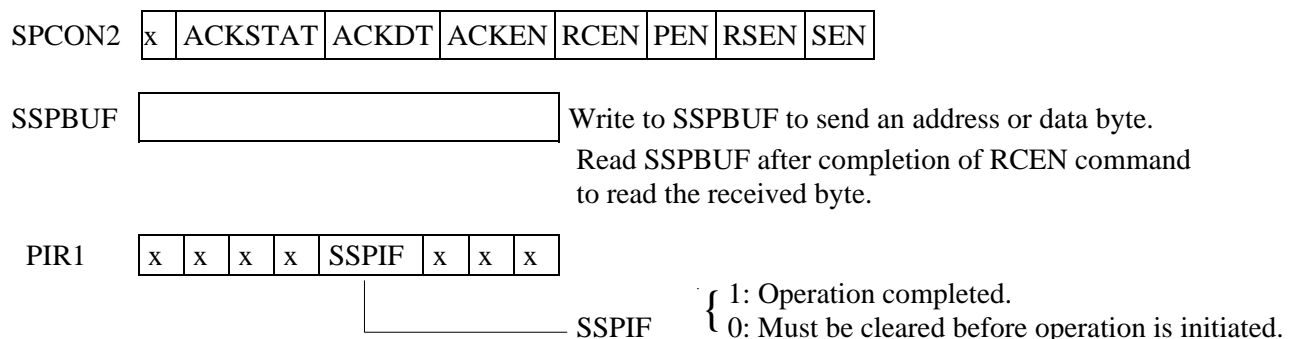 SPCON2 x ACKSTAT ACKDT ACKEN RCEN PEN RSEN SEN
SSPBUF Write to SSPBUF to send an address or data byte.
Read SSPBUF after completion of RCEN command
to read the received byte.
PIR1 x x x x SSPIF x x x
1: Operation completed.
SSPIF { 0: Must be cleared before operation is initiated.